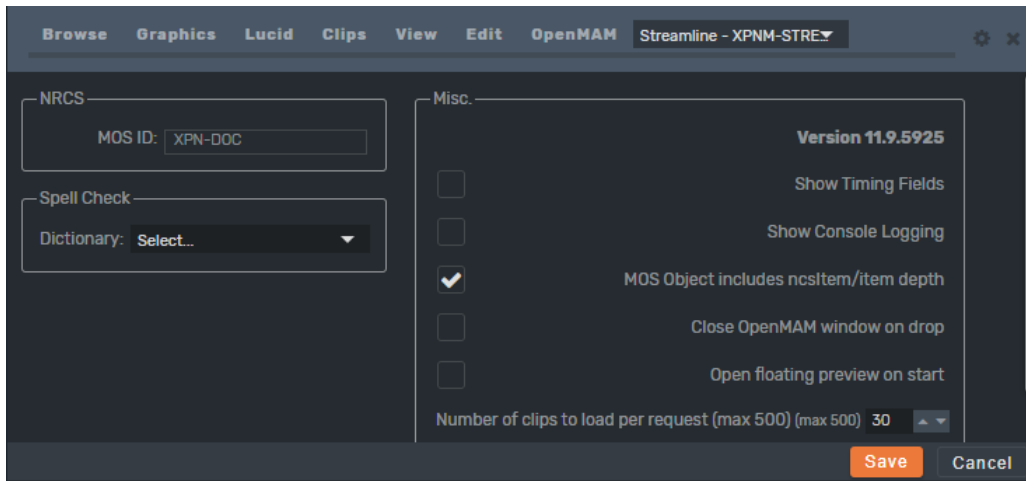 Browse Graphics Lucid Clips View Edit OpenMAM Streamline - XPNM-STRE...
NRCS
MOS ID: XPN-DOC
Spell Check
Dictionary: Select...
Misc.
Version 11.9.5925
Show Timing Fields
Show Console Logging
MOS Object includes ncsItem/item depth
Close OpenMAM window on drop
Open floating preview on start
Number of clips to load per request (max 500) (max 500) 30
Save Cancel